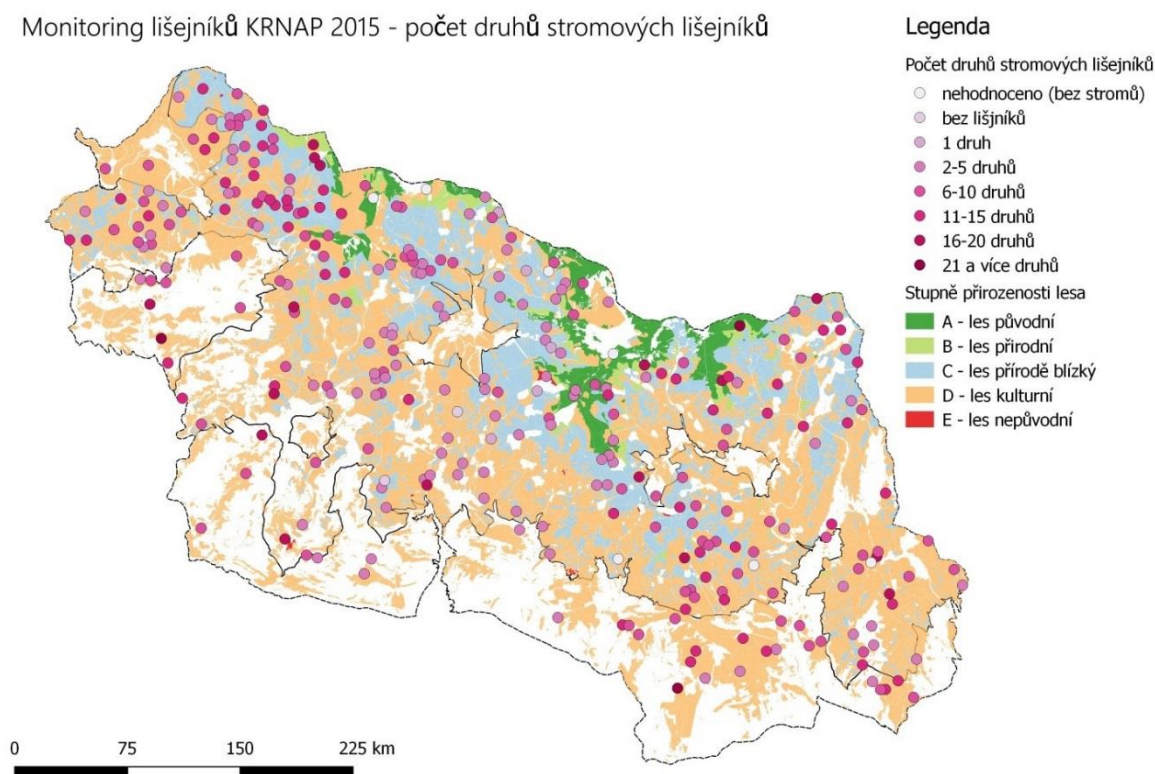 Monitoring lišejníků KRNAP 2015 - počet druhů stromových lišejníků
Legenda
Počet druhů stromových lišejníků
nehodnoceno (bez stromů)
bez lišjníků
1 druh
2-5 druhů
6-10 druhů
11-15 druhů
16-20 druhů
21 a více druhů
Stupně přirozenosti lesa
A - les původní
B - les přírodní
C - les přírodě blízký
D - les kulturní
E - les nepůvodní
0 75 150 225 km